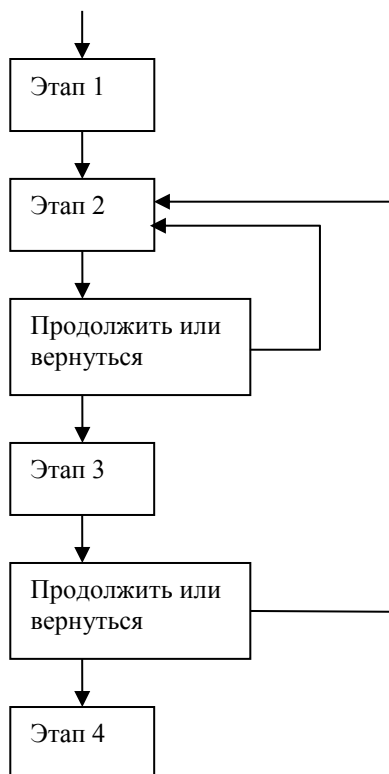 Этап 1
Этап 2
Продолжить или
вернуться
Этап 3
Продолжить или
вернуться
Этап 4